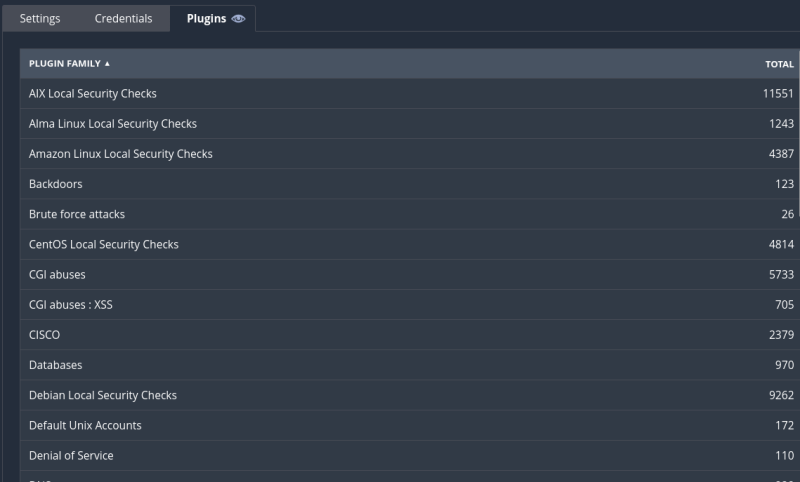 Settings Credentials Plugins
PLUGIN FAMILY ▲ TOTAL
AIX Local Security Checks 11551
Alma Linux Local Security Checks 1243
Amazon Linux Local Security Checks 4387
Backdoors 123
Brute force attacks 26
CentOS Local Security Checks 4814
CGI abuses 5733
CGI abuses : XSS 705
CISCO 2379
Databases 970
Debian Local Security Checks 9262
Default Unix Accounts 172
Denial of Service 110